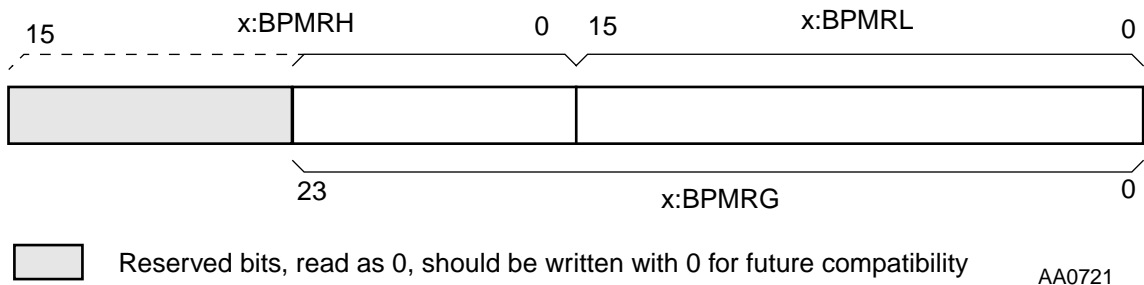 15 x:BPMRH 0 15 x:BPMRL 0
23 x:BPMRG 0
Reserved bits, read as 0, should be written with 0 for future compatibility
AA0721